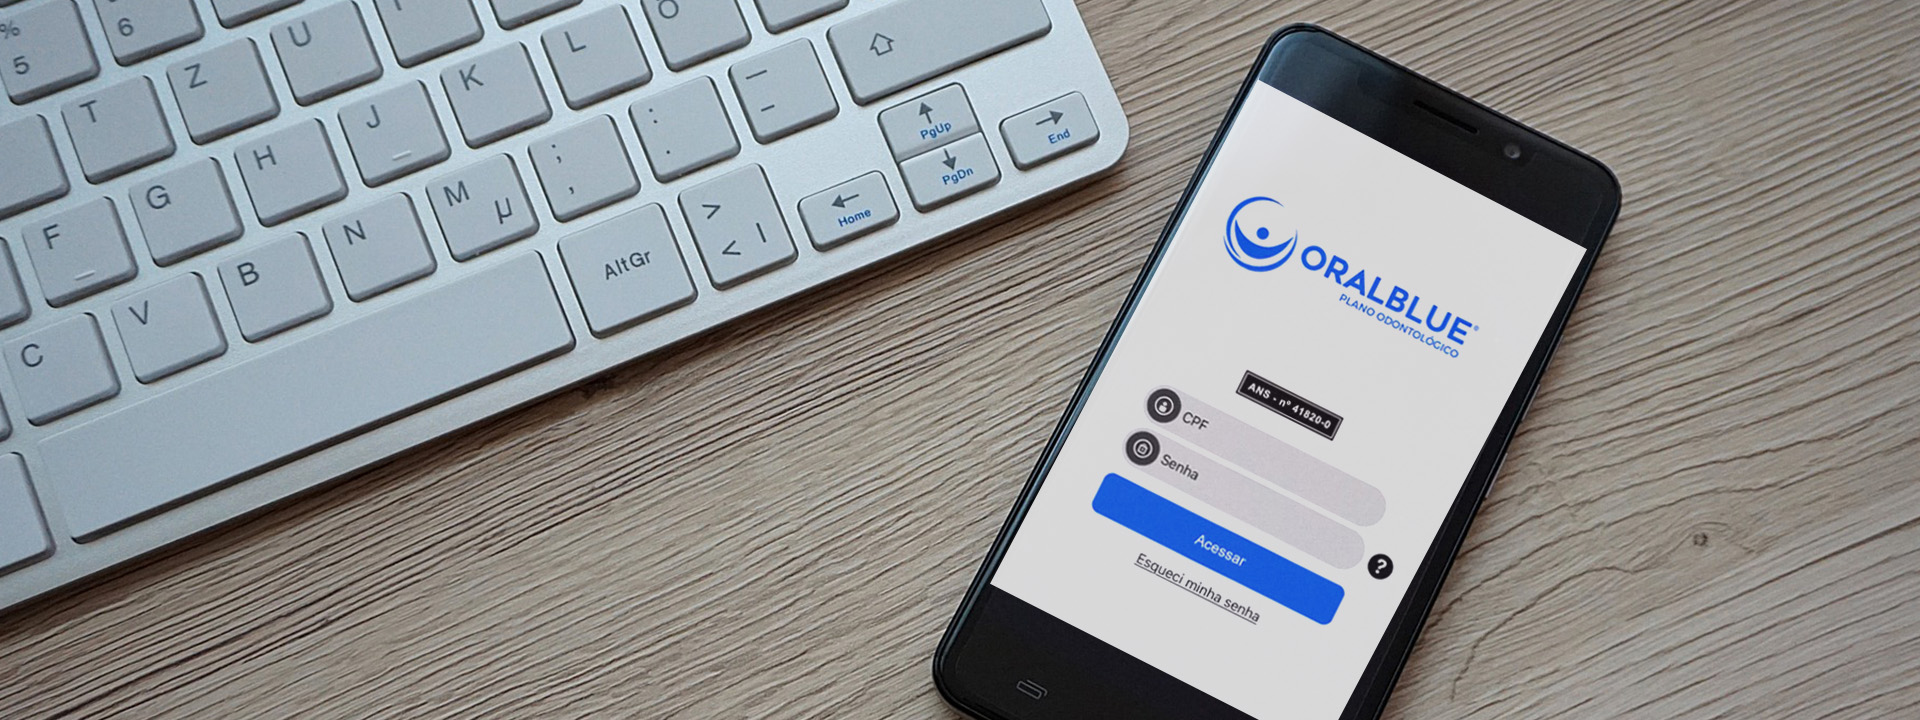 %
5
6
U
O
T
Z
J
K
L
:
.
—
–
F
G
H
M
µ
;
,
>
<
|
PgUp
PgDn
End
Home
C
V
B
N
AltGr
ORALBLUE®
PLANO ODONTOLÓGICO
ANS - nº 41820-0
CPF
Senha
?
Acessar
Esqueci minha senha